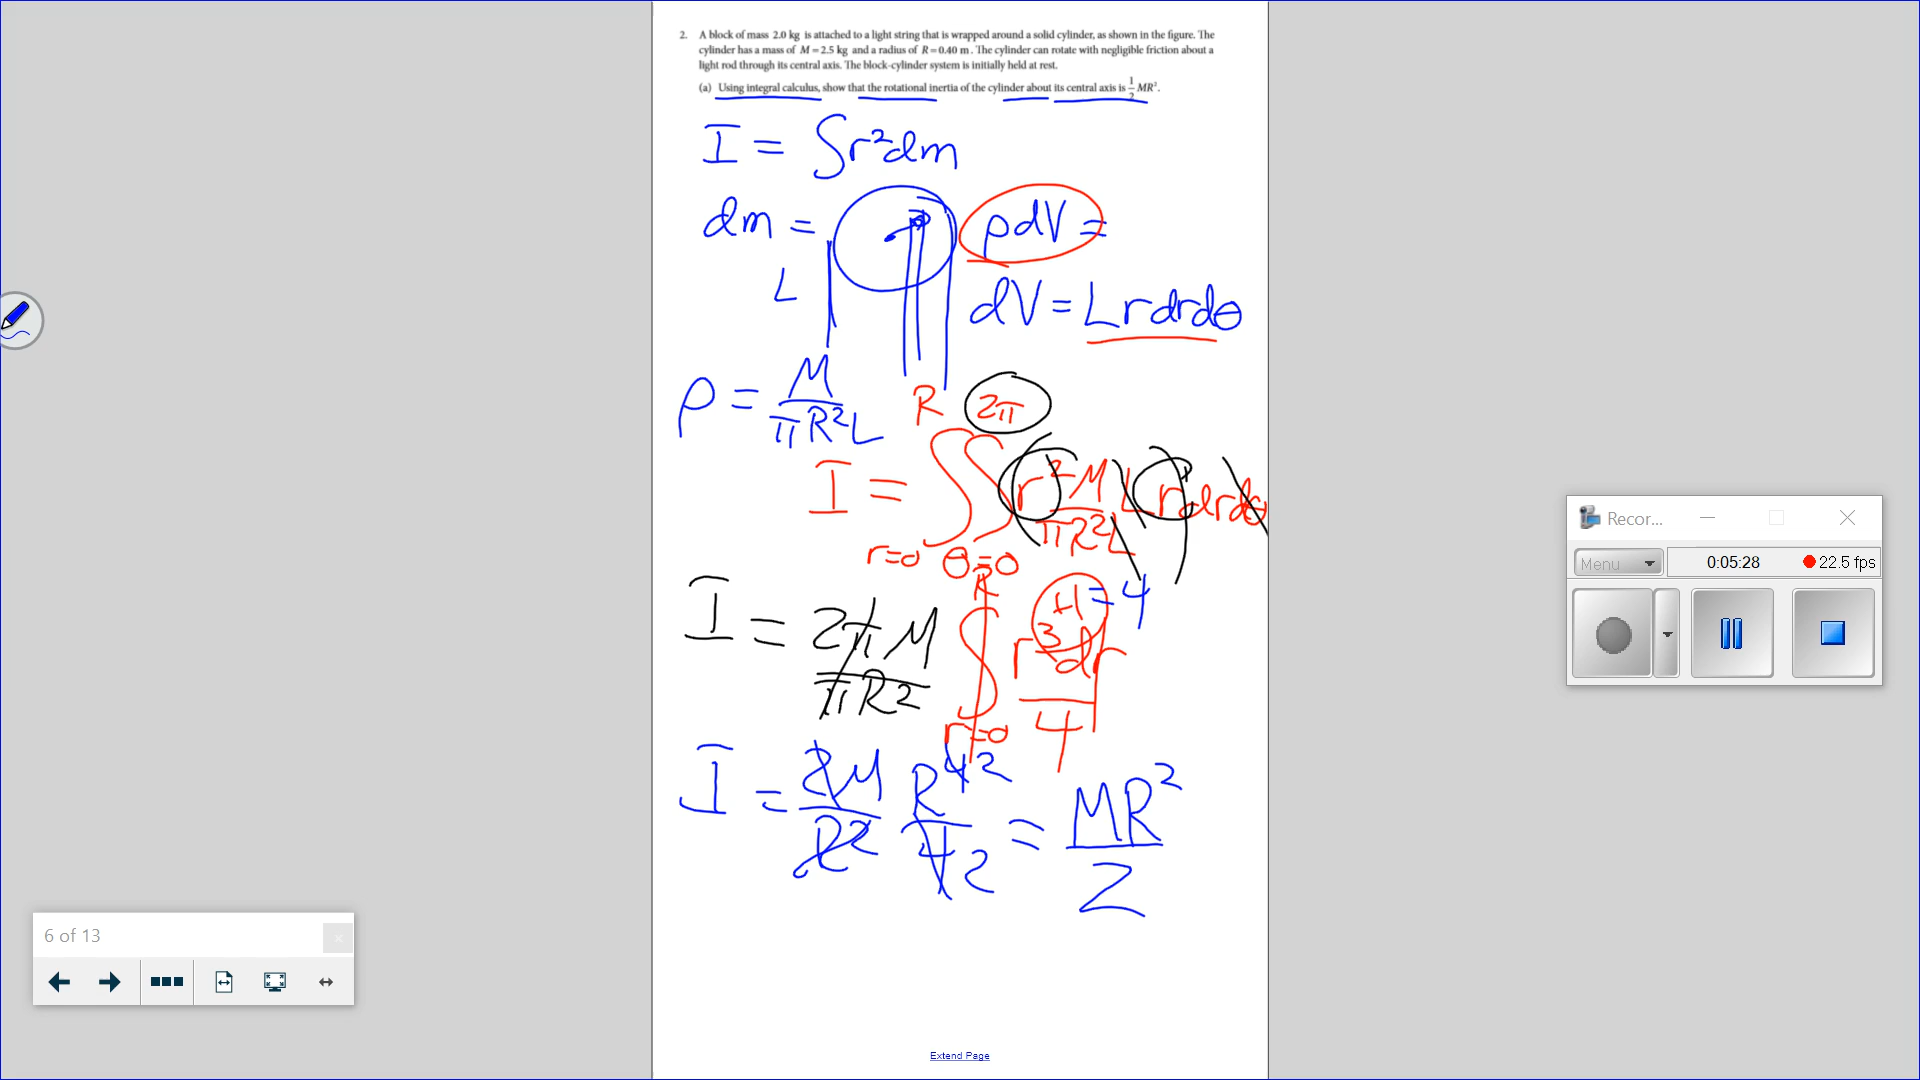 2. A block of mass 2.0 kg is attached to a light string that is wrapped around a solid cylinder, as shown in the figure. The
cylinder has a mass of M = 2.5 kg and a radius of R = 0.40 m. The cylinder can rotate with negligible friction about a
light rod through its central axis. The block-cylinder system is initially held at rest.
(a) Using integral calculus, show that the rotational inertia of the cylinder about its central axis is 1/2 MR².
I = ∫r²dm
dm = ρdV =
L
dV = Lrdrdθ
ρ = M/πR²L
R 2π
I = ∫∫ r² M/πR²L L r drdθ
r=0 θ=0
I = 2πM/πR² ∫ r³dr
R
+1 = 4
r=0
4
I = 2M/R² R⁴/4 = MR²/2
2
2
Recor...
Menu
0:05:28
22.5 fps
6 of 13
Extend Page